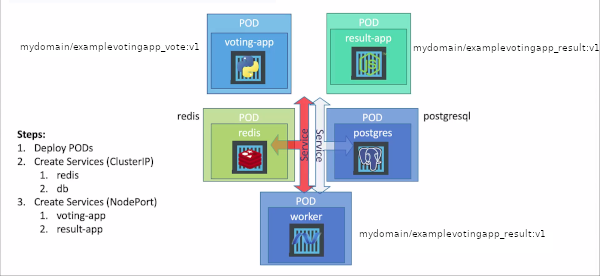 POD
voting-app
POD
result-app
mydomain/examplevotingapp_vote:v1
mydomain/examplevotingapp_result:v1
redis
POD
redis
Service
Service
POD
postgres
postgresql
Steps:
1. Deploy PODs
2. Create Services (ClusterIP)
1. redis
2. db
3. Create Services (NodePort)
1. voting-app
2. result-app
POD
worker
mydomain/examplevotingapp_result:v1